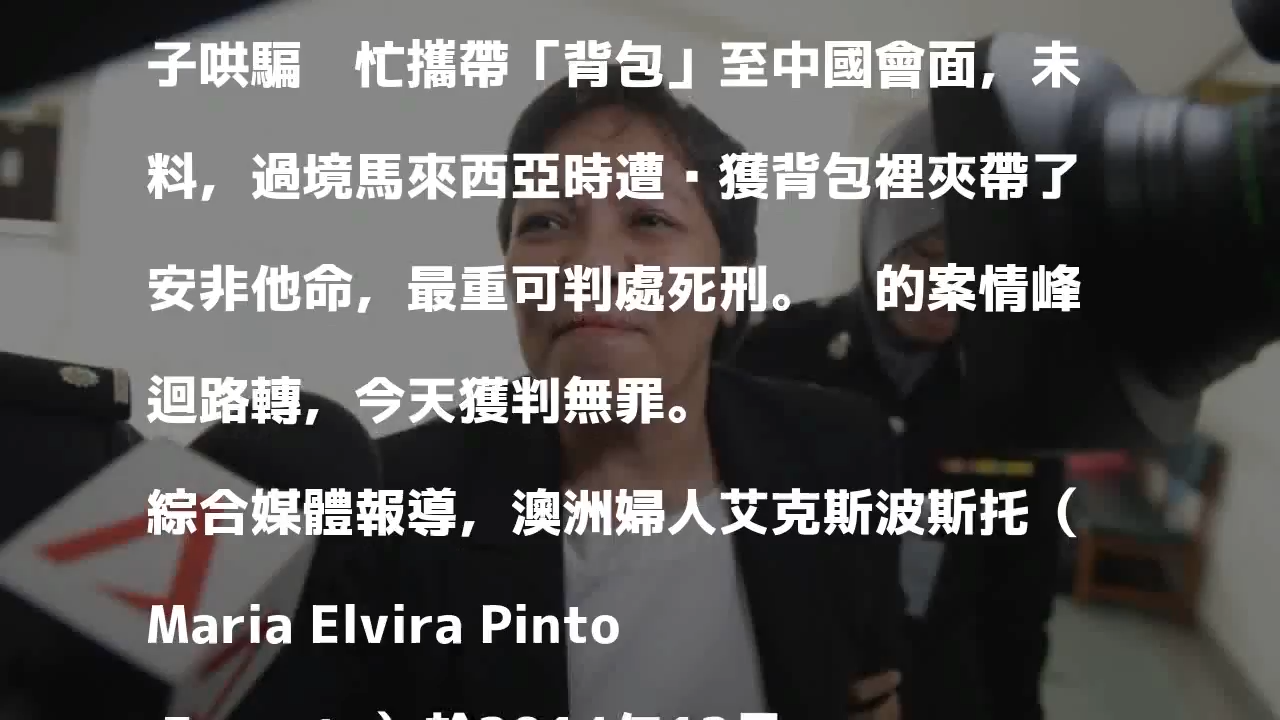 子哄騙　忙攜帶「背包」至中國會面，未
料，過境馬來西亞時遭·獲背包裡夾帶了
安非他命，最重可判處死刑。　的案情峰
迴路轉，今天獲判無罪。
綜合媒體報導，澳洲婦人艾克斯波斯托（
Maria Elvira Pinto